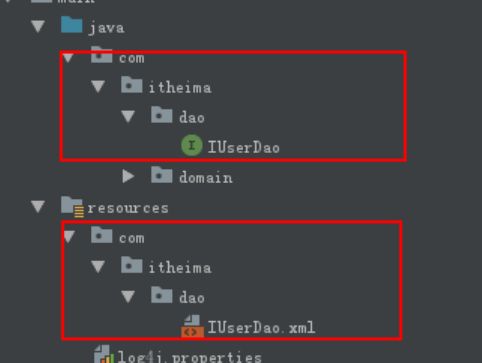 main
java
com
itheima
dao
I IUserDao
domain
resources
com
itheima
dao
IUserDao.xml
log4j.properties